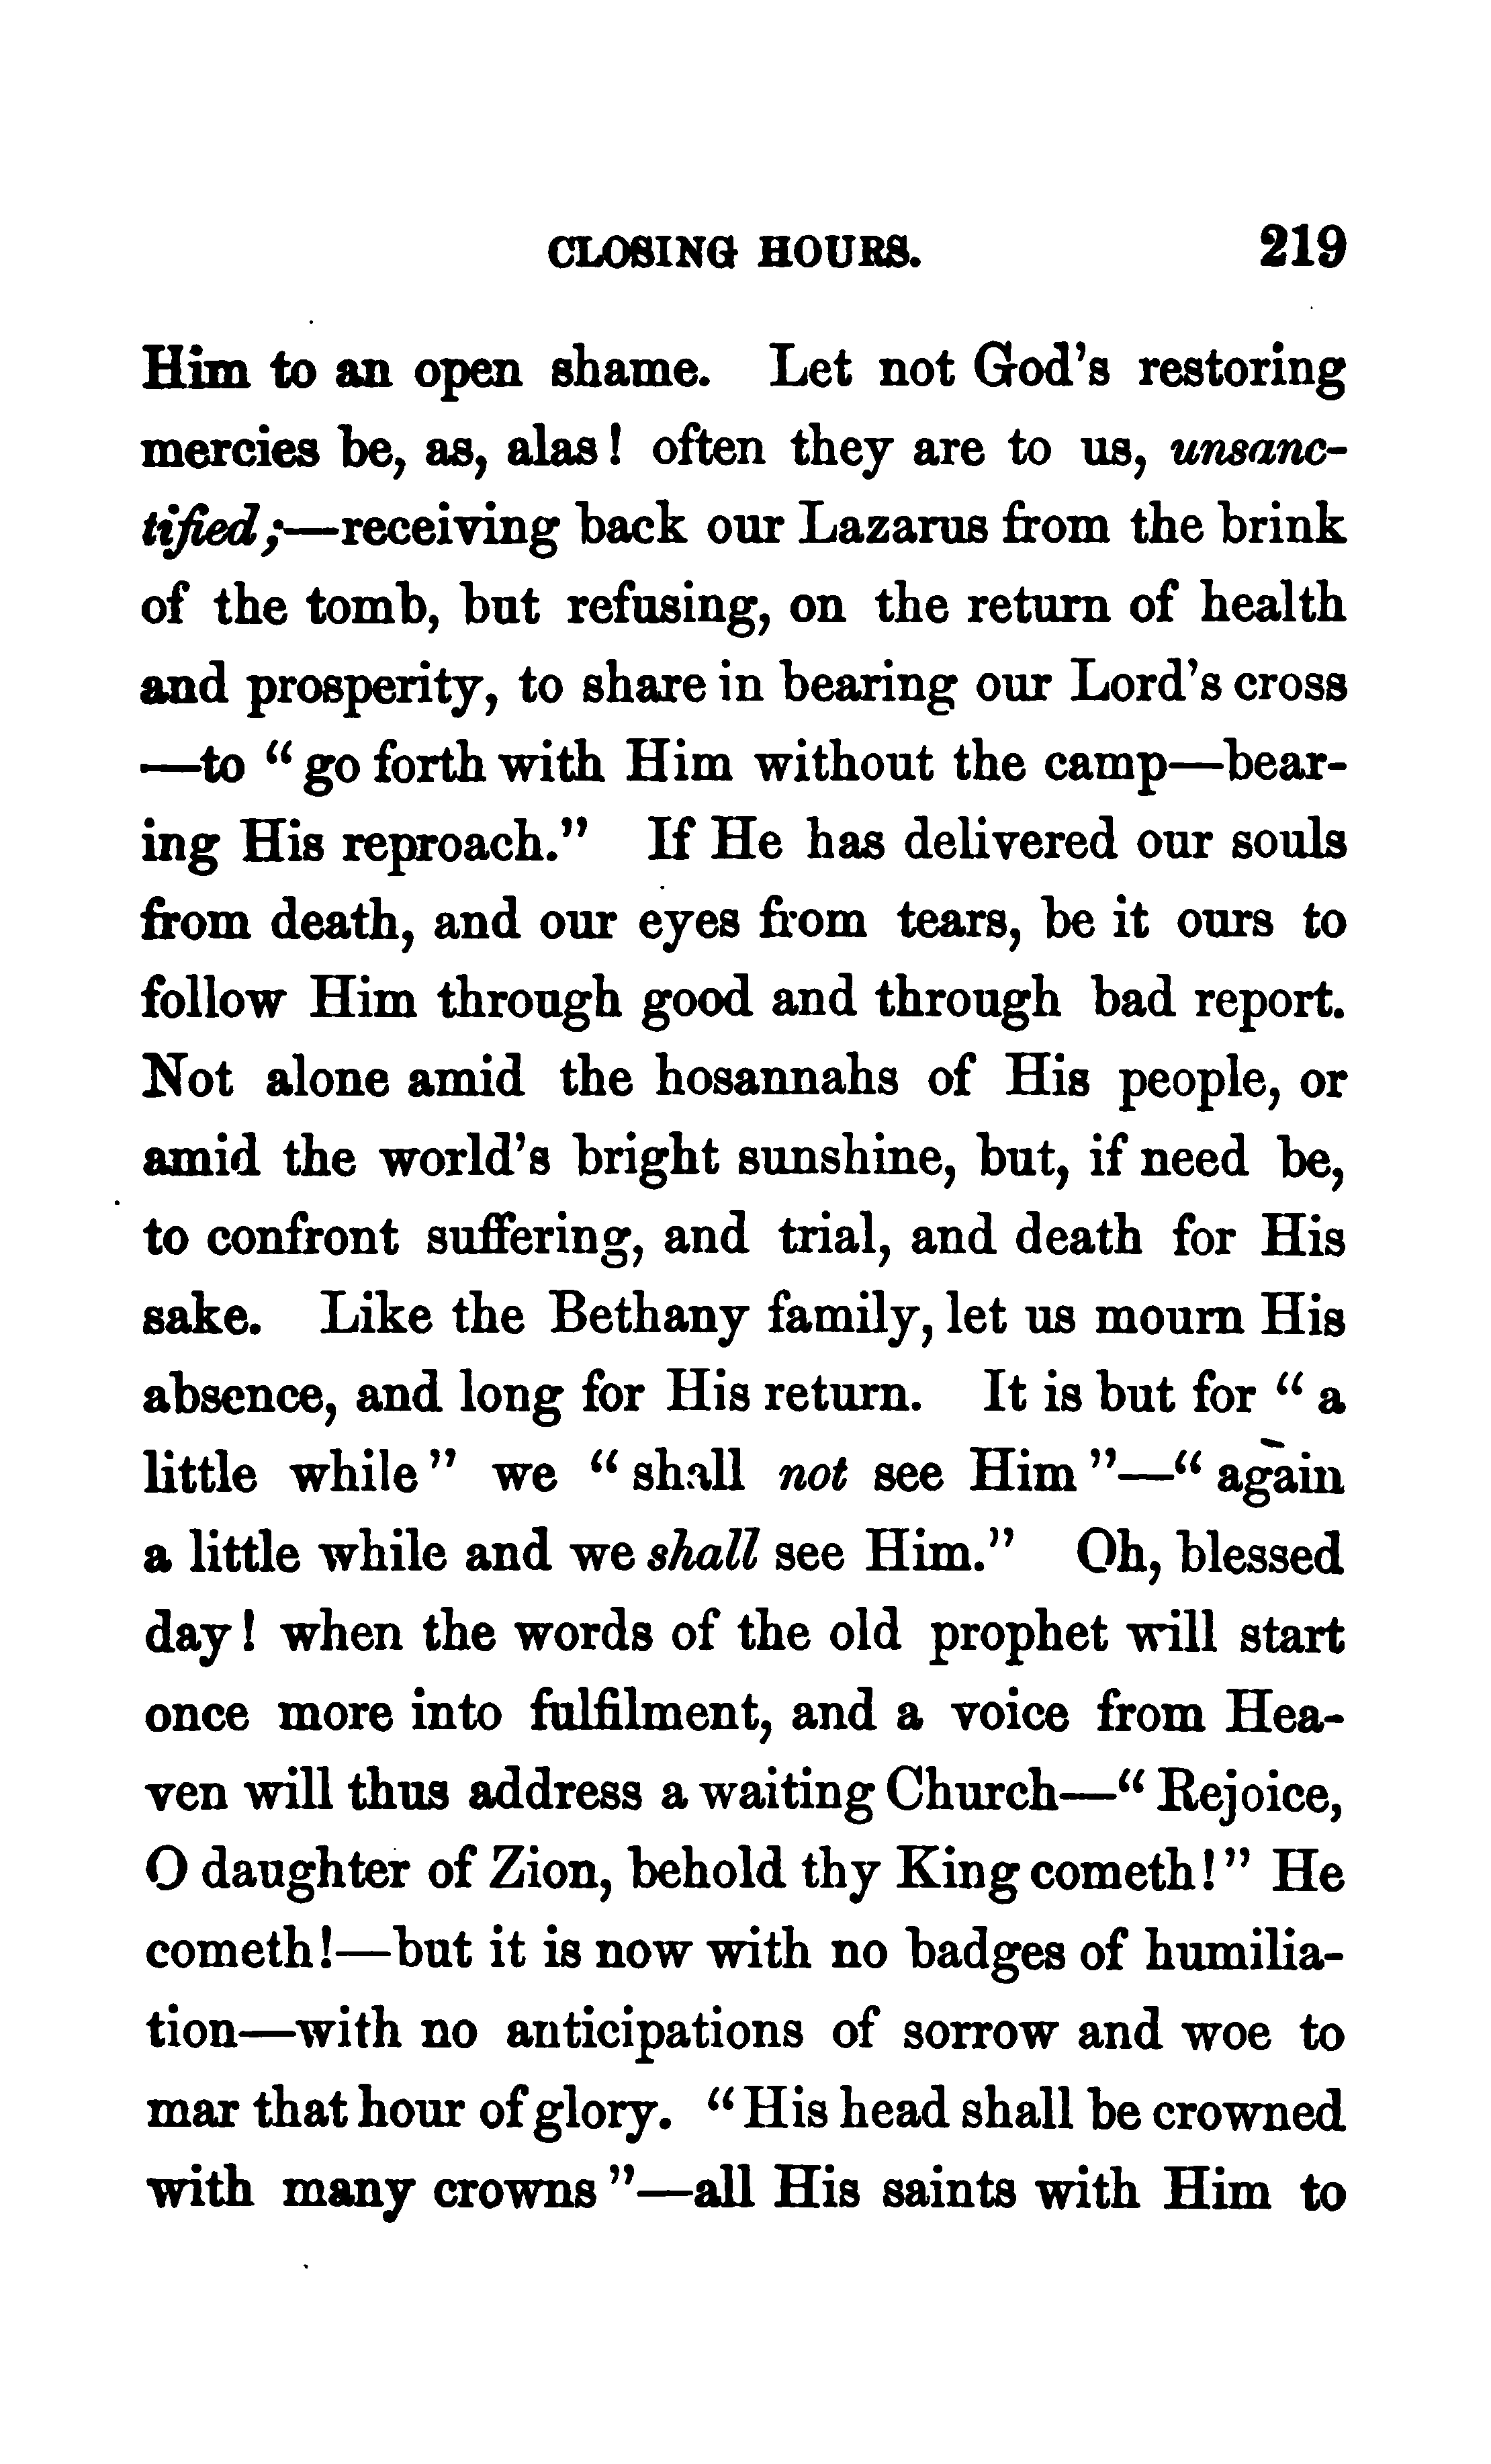 CLOSING HOURS. 219
Him to an open shame. Let not God's restoring
mercies be, as, alas! often they are to us, unsanc-
tified;—receiving back our Lazarus from the brink
of the tomb, but refusing, on the return of health
and prosperity, to share in bearing our Lord's cross
—to "go forth with Him without the camp—bear-
ing His reproach." If He has delivered our souls
from death, and our eyes from tears, be it ours to
follow Him through good and through bad report.
Not alone amid the hosannahs of His people, or
amid the world's bright sunshine, but, if need be,
to confront suffering, and trial, and death for His
sake. Like the Bethany family, let us mourn His
absence, and long for His return. It is but for "a
little while" we "shall not see Him"—"again
a little while and we shall see Him." Oh, blessed
day! when the words of the old prophet will start
once more into fulfilment, and a voice from Hea-
ven will thus address a waiting Church—"Rejoice,
O daughter of Zion, behold thy King cometh!" He
cometh!—but it is now with no badges of humilia-
tion—with no anticipations of sorrow and woe to
mar that hour of glory. "His head shall be crowned
with many crowns"—all His saints with Him to